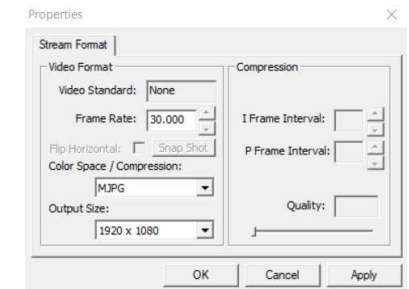 Properties
Stream Format
Video Format
Video Standard: None
Frame Rate: 30.000
Flip Horizontal: Snap Shot
Color Space / Compression:
MJPG
Output Size:
1920 x 1080
Compression
I Frame Interval:
P Frame Interval:
Quality:
OK Cancel Apply